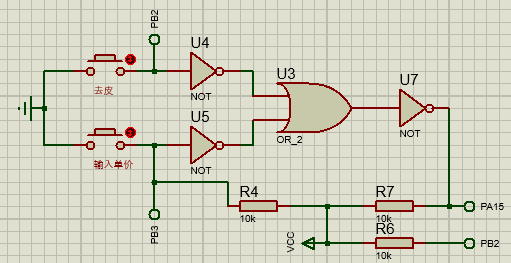 PB2
U4
去皮
NOT
U3
U7
U5
OR_2
NOT
输入单价
NOT
R4
R7
10k
10k
PA15
PB3
VCC
R6
10k
PB2